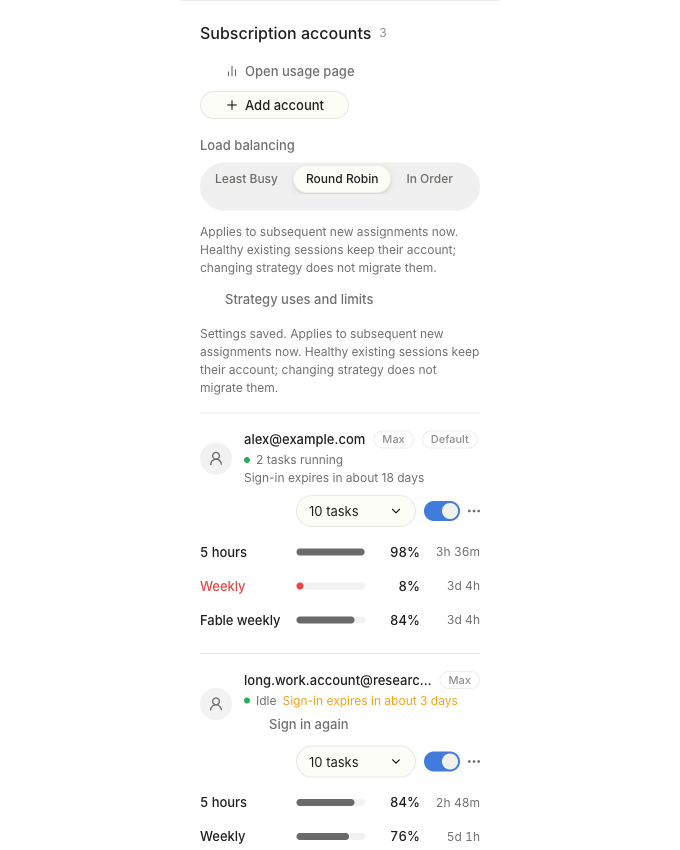 Subscription accounts 3
Open usage page
+ Add account
Load balancing
Least Busy Round Robin In Order
Applies to subsequent new assignments now.
Healthy existing sessions keep their account;
changing strategy does not migrate them.
Strategy uses and limits
Settings saved. Applies to subsequent new
assignments now. Healthy existing sessions keep
their account; changing strategy does not
migrate them.
alex@example.com Max Default
2 tasks running
Sign-in expires in about 18 days
10 tasks
5 hours 98% 3h 36m
Weekly 8% 3d 4h
Fable weekly 84% 3d 4h
long.work.account@researc... Max
Idle Sign-in expires in about 3 days
Sign in again
10 tasks
5 hours 84% 2h 48m
Weekly 76% 5d 1h